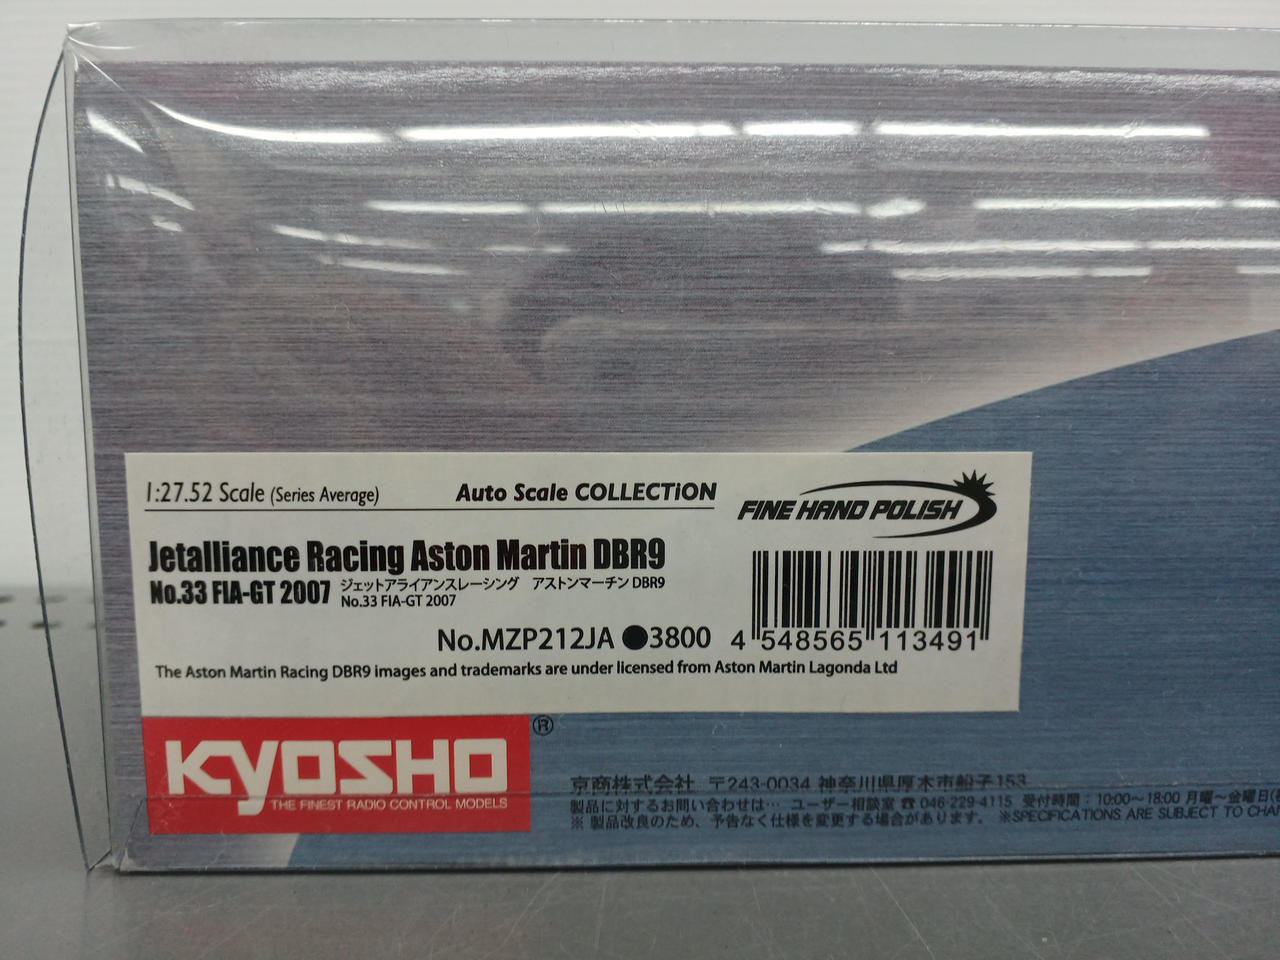 1:27.52 Scale (Series Average)
Auto Scale COLLECTiON
FINE HAND POLISH
Jetalliance Racing Aston Martin DBR9
No.33 FIA-GT 2007
ジェットアライアンスレーシング アストンマーチン DBR9
No.33 FIA-GT 2007
No.MZP212JA ●3800
4 548565 113491
The Aston Martin Racing DBR9 images and trademarks are under licensed from Aston Martin Lagonda Ltd
KYOSHO ®
THE FINEST RADIO CONTROL MODELS
京商株式会社 〒243-0034 神奈川県厚木市船子153
製品に対するお問い合わせは… ユーザー相談室 ☎ 046-229-4115 受付時間：10:00～18:00 月曜～金曜日
※ 製品改良のため、予告なく仕様を変更する場合があります。 ※SPECIFICATIONS ARE SUBJECT TO